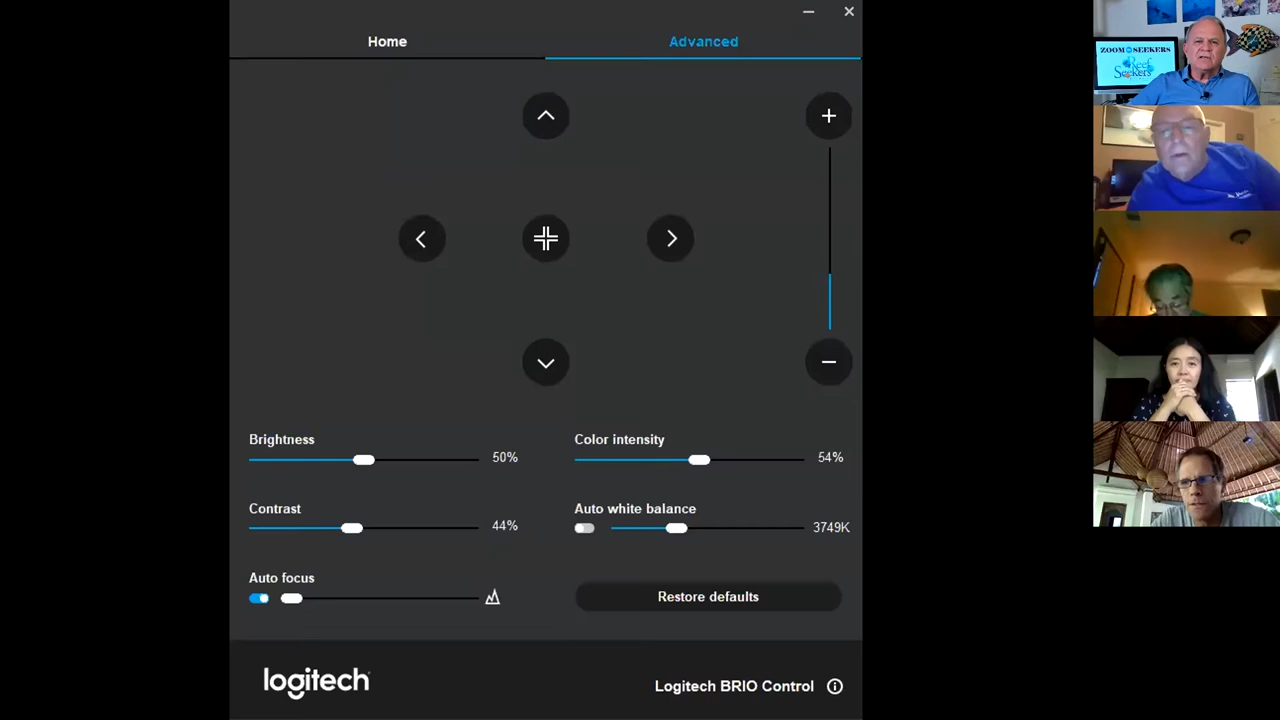 Home
Advanced
Brightness
50%
Color intensity
54%
Contrast
44%
Auto white balance
3749K
Auto focus
Restore defaults
logitech
Logitech BRIO Control
ZOOM SEEKERS
Reef
Seekers